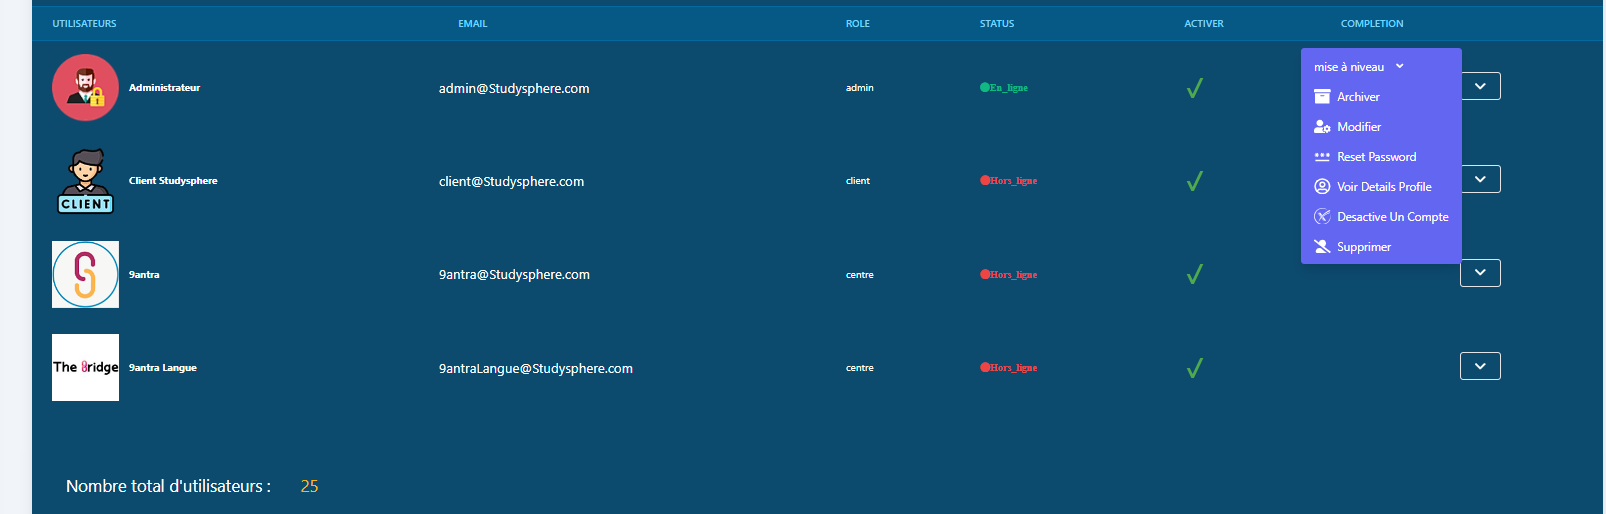 UTILISATEURS EMAIL ROLE STATUS ACTIVER COMPLETION
mise à niveau
Administrateur admin@Studysphere.com admin En_ligne
Archiver
Modifier
Reset Password
CLIENT Client Studysphere client@Studysphere.com client Hors_ligne
Voir Details Profile
Desactive Un Compte
Supprimer
9antra 9antra@Studysphere.com centre Hors_ligne
The Bridge 9antra Langue 9antraLangue@Studysphere.com centre Hors_ligne
Nombre total d'utilisateurs : 25